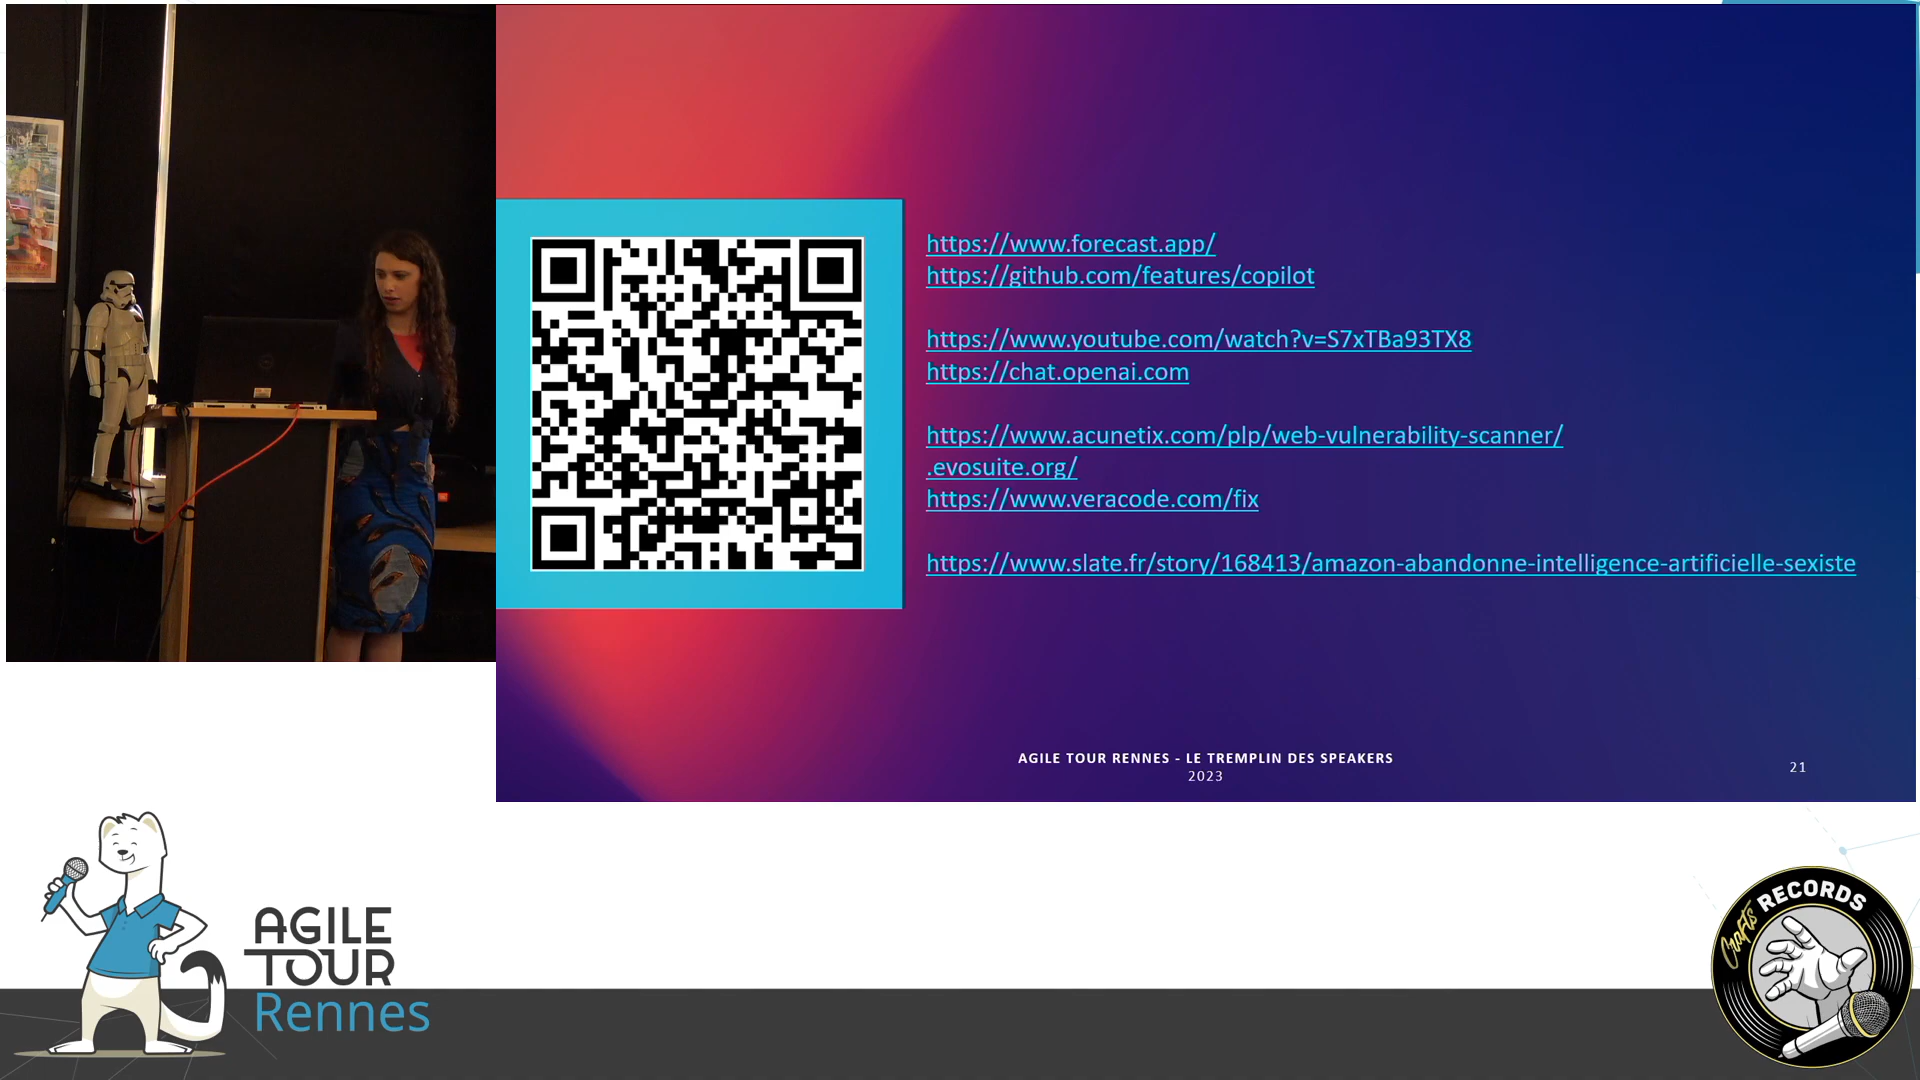 https://www.forecast.app/
https://github.com/features/copilot
https://www.youtube.com/watch?v=S7xTBa93TX8
https://chat.openai.com
https://www.acunetix.com/plp/web-vulnerability-scanner/
.evosuite.org/
https://www.veracode.com/fix
https://www.slate.fr/story/168413/amazon-abandonne-intelligence-artificielle-sexiste
AGILE TOUR RENNES - LE TREMPLIN DES SPEAKERS
2023
21
AGILE
TOUR
Rennes
Crafts RECORDS